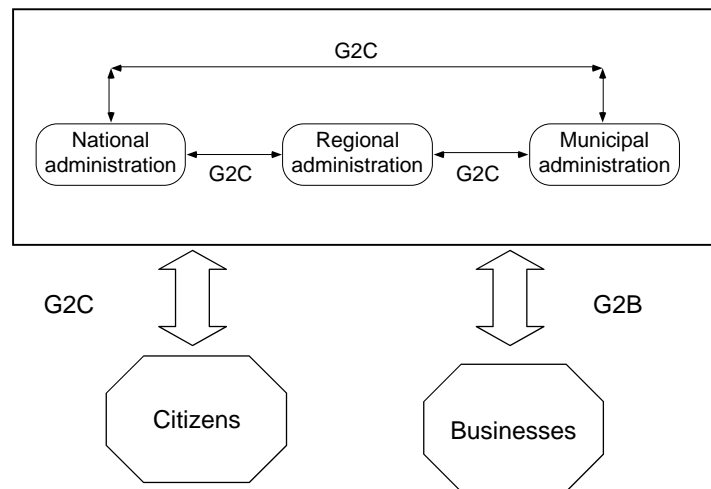 G2C
National
administration
Regional
administration
Municipal
administration
G2C
G2C
G2C
G2B
Citizens
Businesses